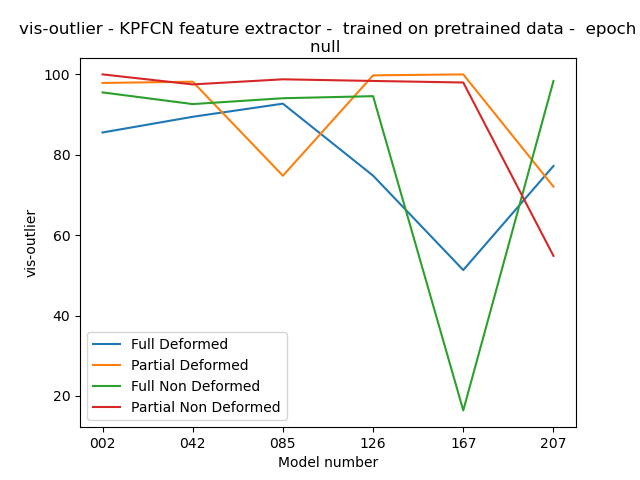 vis-outlier - KPFCN feature extractor -  trained on pretrained data -  epoch
null
100
80
60
40
20
vis-outlier
Full Deformed
Partial Deformed
Full Non Deformed
Partial Non Deformed
002 042 085 126 167 207
Model number